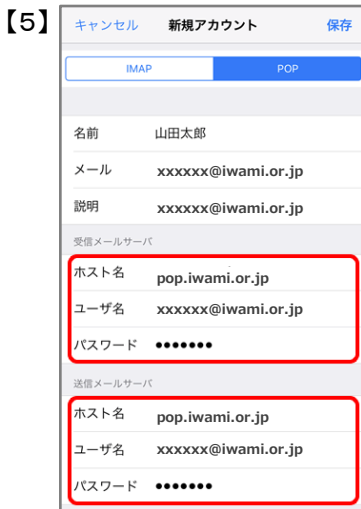 【5】
キャンセル 新規アカウント 保存
IMAP POP
名前 山田太郎
メール xxxxxx@iwami.or.jp
説明 xxxxxx@iwami.or.jp
受信メールサーバ
ホスト名 pop.iwami.or.jp
ユーザ名 xxxxxx@iwami.or.jp
パスワード ●●●●●●●
送信メールサーバ
ホスト名 pop.iwami.or.jp
ユーザ名 xxxxxx@iwami.or.jp
パスワード ●●●●●●●